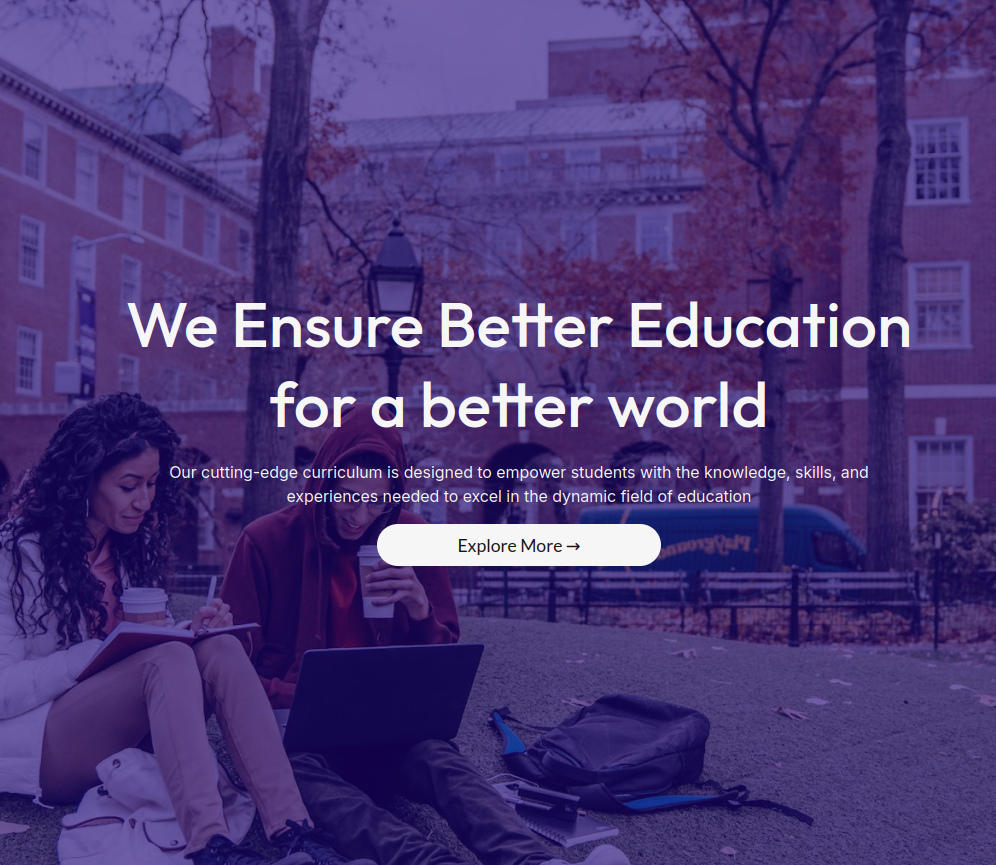 We Ensure Better Education
for a better world
Our cutting-edge curriculum is designed to empower students with the knowledge, skills, and
experiences needed to excel in the dynamic field of education
Explore More →